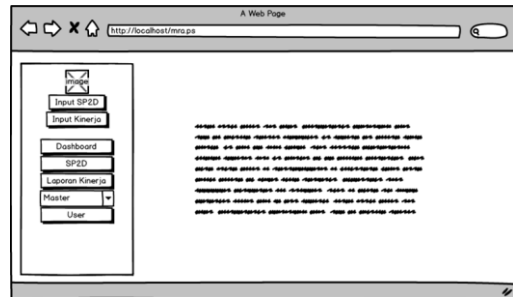 A Web Page
http://localhost/mra.ps
image
Input SP2D
Input Kinerja
Dashboard
SP2D
Laporan Kinerja
Master
User